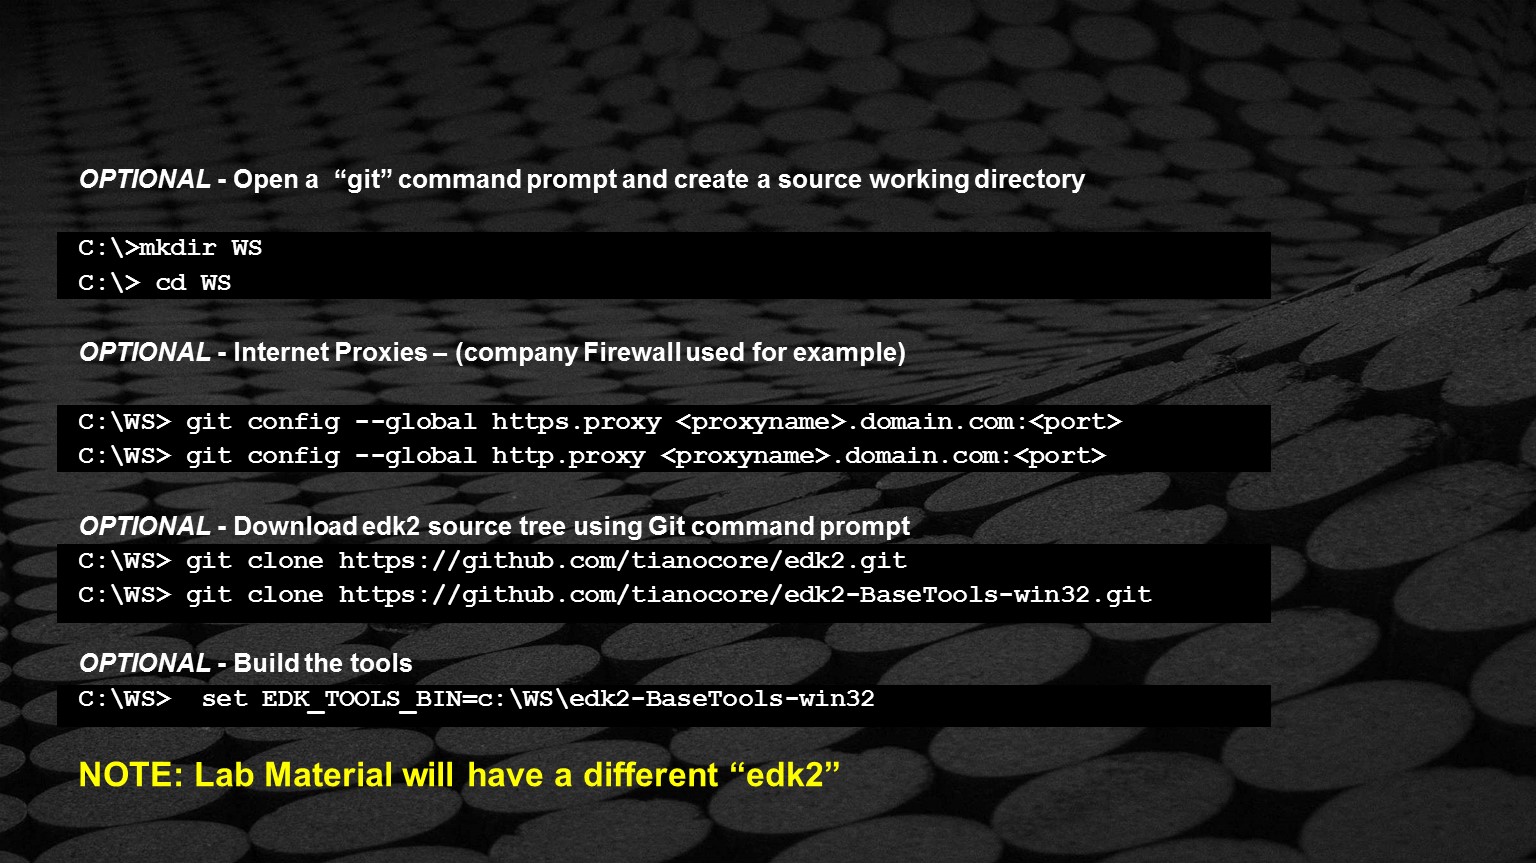 OPTIONAL - Open a “git” command prompt and create a source working directory
C:\>mkdir WS
C:\> cd WS
OPTIONAL - Internet Proxies – (company Firewall used for example)
C:\WS> git config --global https.proxy <proxyname>.domain.com:<port>
C:\WS> git config --global http.proxy <proxyname>.domain.com:<port>
OPTIONAL - Download edk2 source tree using Git command prompt
C:\WS> git clone https://github.com/tianocore/edk2.git
C:\WS> git clone https://github.com/tianocore/edk2-BaseTools-win32.git
OPTIONAL - Build the tools
C:\WS>  set EDK_TOOLS_BIN=c:\WS\edk2-BaseTools-win32
NOTE: Lab Material will have a different “edk2”